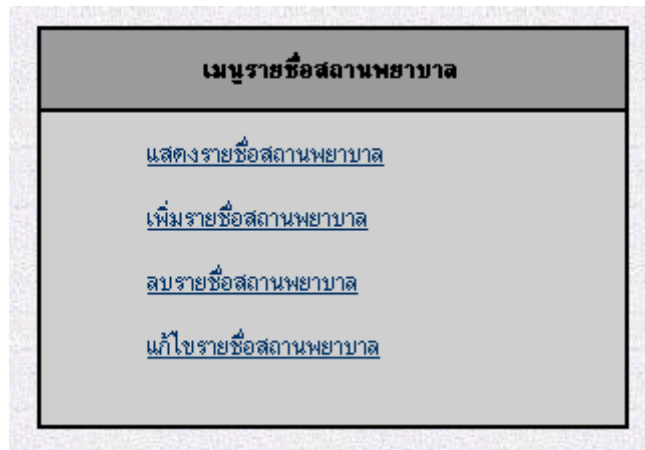 เมนูรายชื่อสถานพยาบาล
แสดงรายชื่อสถานพยาบาล
เพิ่มรายชื่อสถานพยาบาล
ลบรายชื่อสถานพยาบาล
แก้ไขรายชื่อสถานพยาบาล